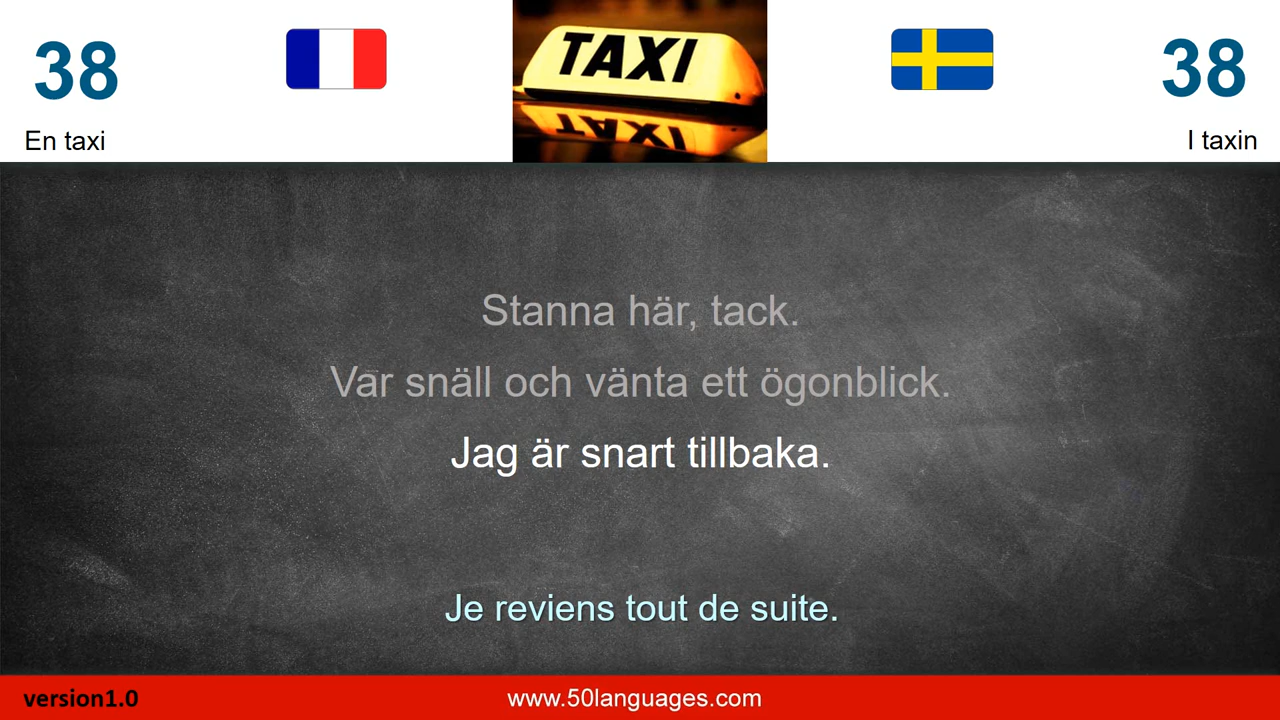 38
TAXI
38
En taxi
I taxin
Stanna här, tack.
Var snäll och vänta ett ögonblick.
Jag är snart tillbaka.
Je reviens tout de suite.
version1.0
www.50languages.com